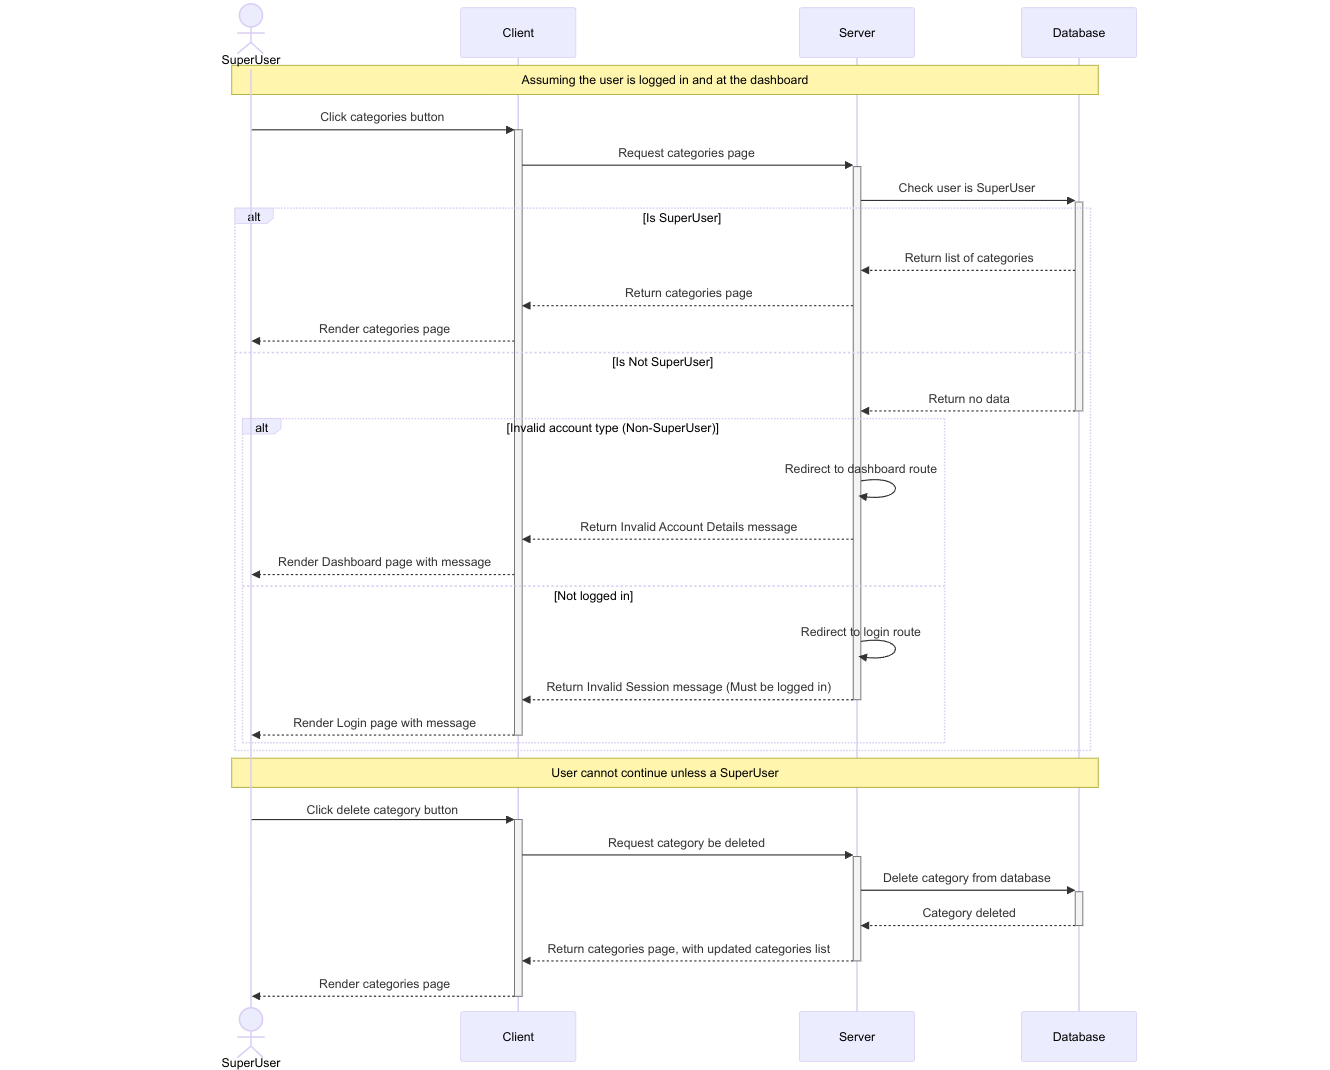 SuperUser
Client
Server
Database
Assuming the user is logged in and at the dashboard
Click categories button
Request categories page
Check user is SuperUser
alt
[Is SuperUser]
Return list of categories
Return categories page
Render categories page
[Is Not SuperUser]
Return no data
alt
[Invalid account type (Non-SuperUser)]
Redirect to dashboard route
Return Invalid Account Details message
Render Dashboard page with message
[Not logged in]
Redirect to login route
Return Invalid Session message (Must be logged in)
Render Login page with message
User cannot continue unless a SuperUser
Click delete category button
Request category be deleted
Delete category from database
Category deleted
Return categories page, with updated categories list
Render categories page
SuperUser
Client
Server
Database